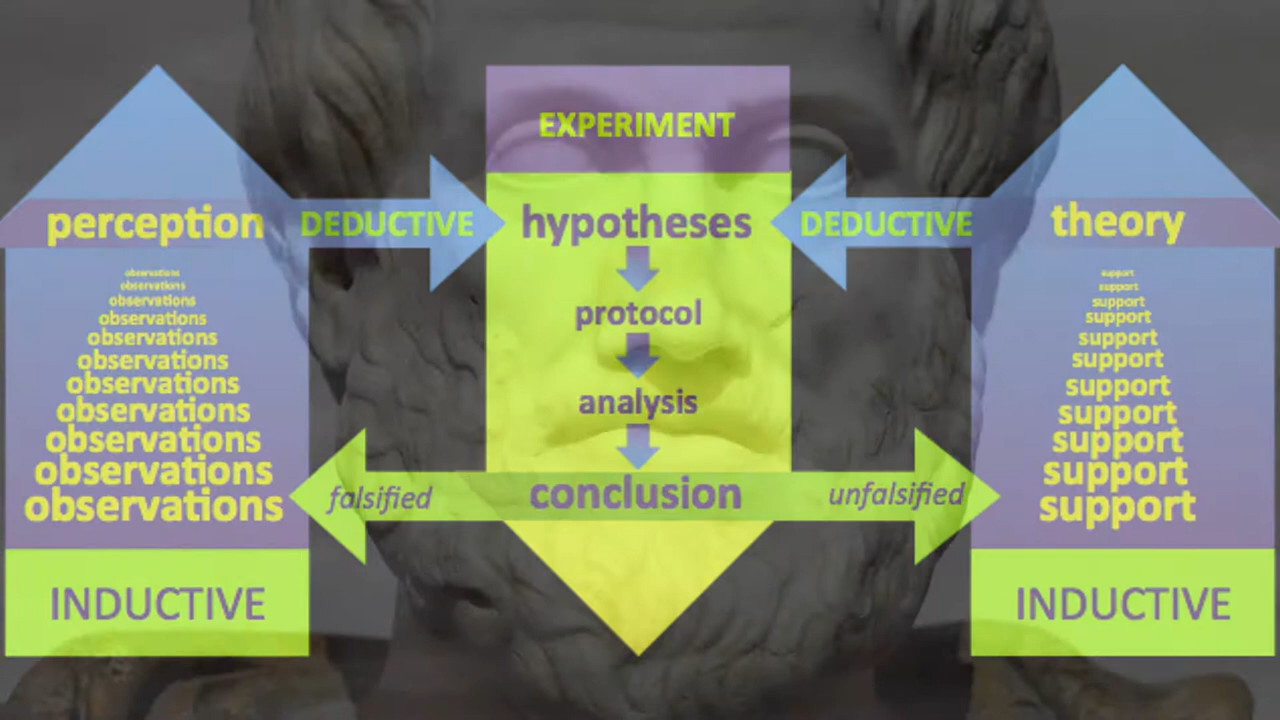 EXPERIMENT
perception
DEDUCTIVE
hypotheses
DEDUCTIVE
theory
observations
observations
observations
observations
observations
observations
observations
observations
observations
observations
observations
protocol
analysis
support
support
support
support
support
support
support
support
support
support
support
falsified
conclusion
unfalsified
INDUCTIVE
INDUCTIVE